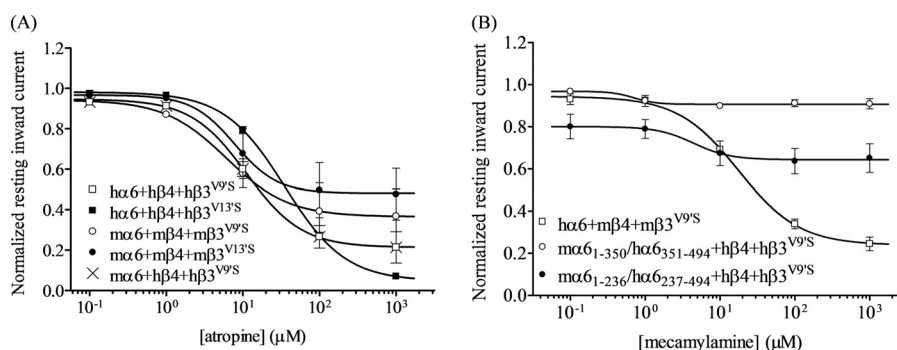 (A)
Normalized resting inward current
1.2
1.0
0.8
0.6
0.4
0.2
0.0
hα6+hβ4+hβ3V9'S
hα6+hβ4+hβ3V13'S
mα6+mβ4+mβ3V9'S
mα6+mβ4+mβ3V13'S
mα6+hβ4+hβ3V9'S
10-1 100 101 102 103
[atropine] (μM)
(B)
Normalized resting inward current
1.2
1.0
0.8
0.6
0.4
0.2
0.0
hα6+mβ4+mβ3V9'S
mα61-350/hα6351-494+hβ4+hβ3V9'S
mα61-236/hα6237-494+hβ4+hβ3V9'S
10-1 100 101 102 103
[mecamylamine] (μM)